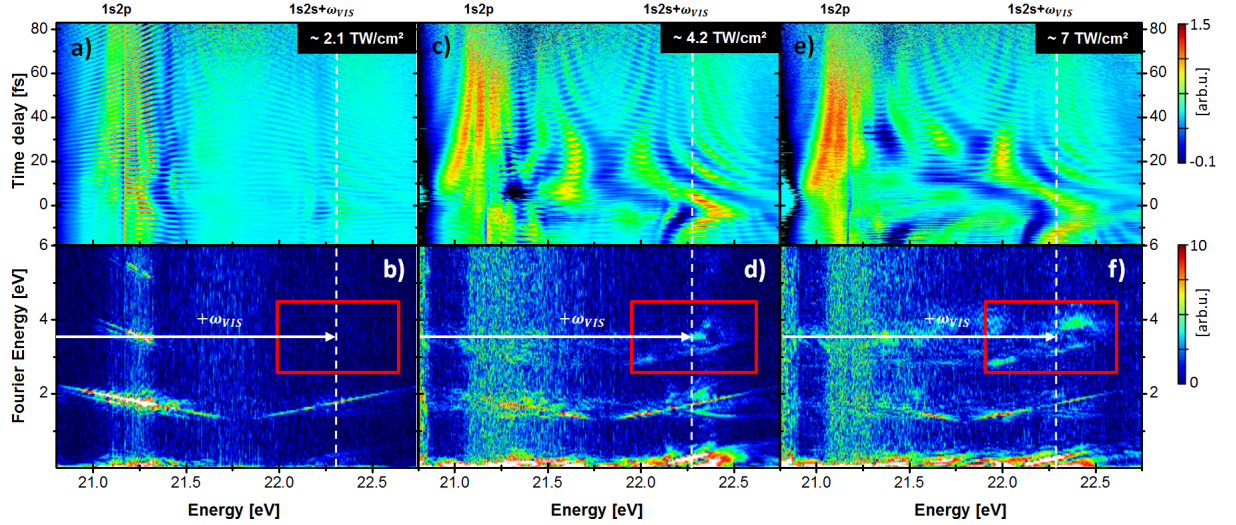 1s2p 1s2s+ωVIS 1s2p 1s2s+ωVIS 1s2p 1s2s+ωVIS
a) ~ 2.1 TW/cm² c) ~ 4.2 TW/cm² e) ~ 7 TW/cm²
Time delay [fs]
80
60
40
20
0
80
60
40
20
0
1.5
[arb.u.]
-0.1
b) d) f)
+ωVIS +ωVIS +ωVIS
Fourier Energy [eV]
6
4
2
6
4
2
10
[arb.u.]
0
21.0 21.5 22.0 22.5 21.0 21.5 22.0 22.5 21.0 21.5 22.0 22.5
Energy [eV] Energy [eV] Energy [eV]